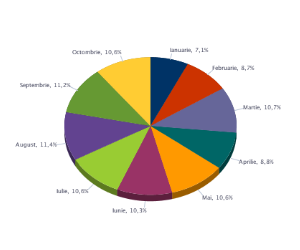 Ianuarie, 7,1%
Februarie, 8,7%
Martie, 10,7%
Aprilie, 8,8%
Mai, 10,6%
Iunie, 10,3%
Iulie, 10,6%
August, 11,4%
Septembrie, 11,2%
Octombrie, 10,6%